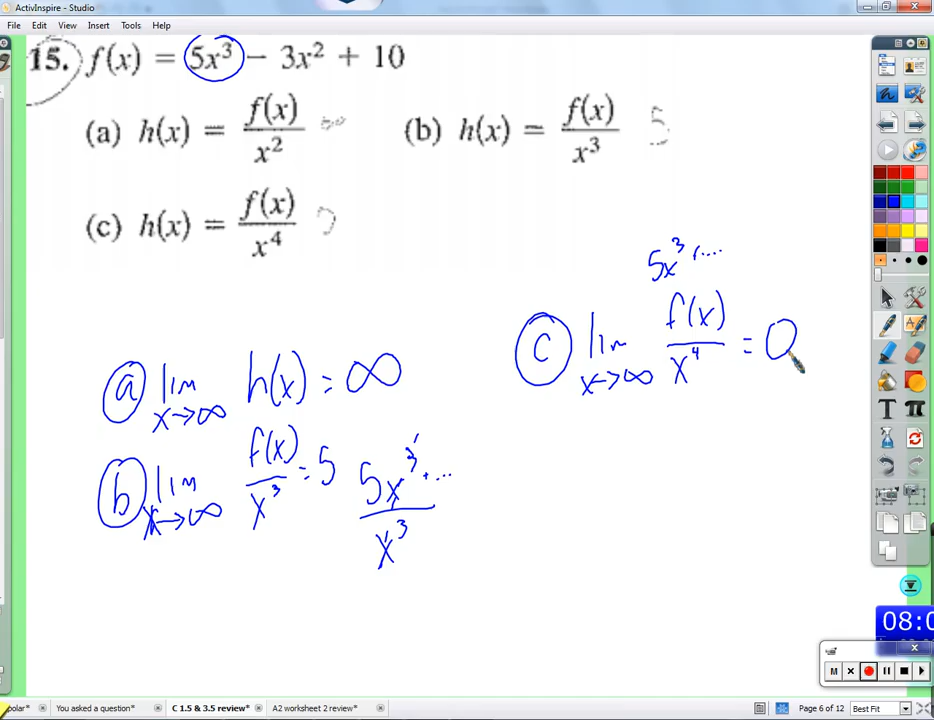 ActivInspire - Studio
File Edit View Insert Tools Help
15. f(x) = 5x³ − 3x² + 10
(a) h(x) = f(x)/x² ∞
(b) h(x) = f(x)/x³ 5
(c) h(x) = f(x)/x⁴
5x³ + ....
ⓒ lim x→∞ f(x)/x⁴ = 0
ⓐ lim x→∞ h(x) = ∞
ⓑ lim x→∞ f(x)/x³ = 5 5x³ + .../x³
T π
08:0
M
polar* You asked a question* C 1.5 & 3.5 review* A2 worksheet 2 review* Page 6 of 12 Best Fit